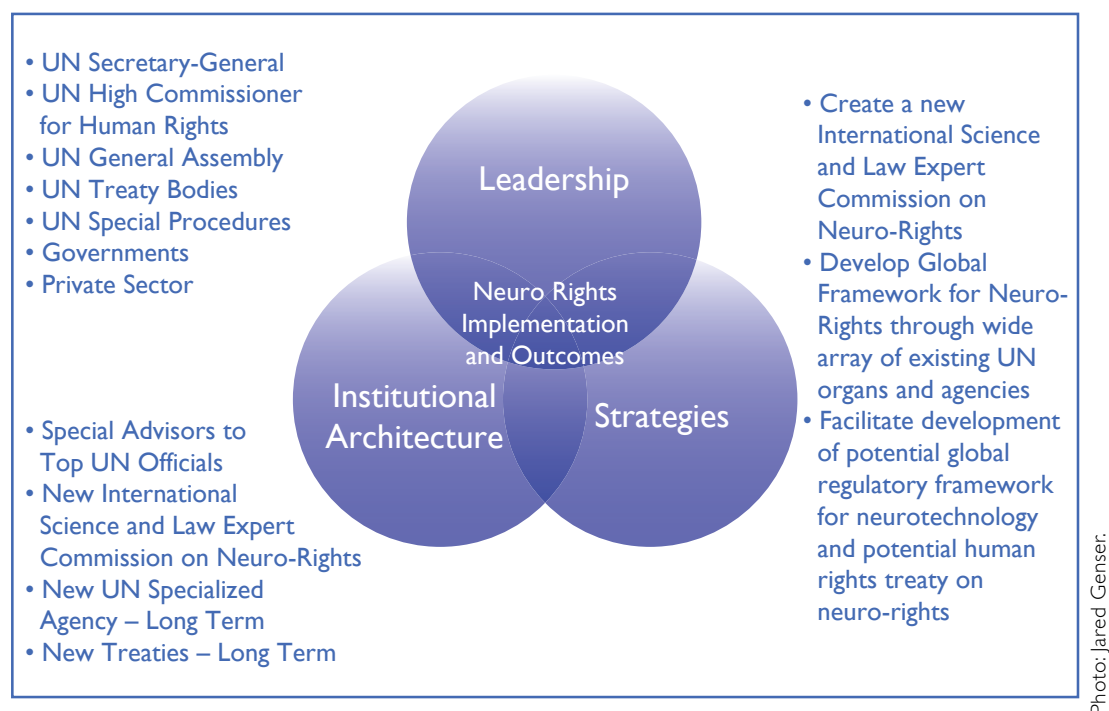 • UN Secretary-General
• UN High Commissioner
for Human Rights
• UN General Assembly
• UN Treaty Bodies
• UN Special Procedures
• Governments
• Private Sector
Leadership
Neuro Rights
Implementation
and Outcomes
Institutional
Architecture
Strategies
• Special Advisors to
Top UN Officials
• New International
Science and Law Expert
Commission on Neuro-Rights
• New UN Specialized
Agency – Long Term
• New Treaties – Long Term
• Create a new
International Science
and Law Expert
Commission on
Neuro-Rights
• Develop Global
Framework for Neuro-
Rights through wide
array of existing UN
organs and agencies
• Facilitate development
of potential global
regulatory framework
for neurotechnology
and potential human
rights treaty on
neuro-rights
Photo: Jared Genser.